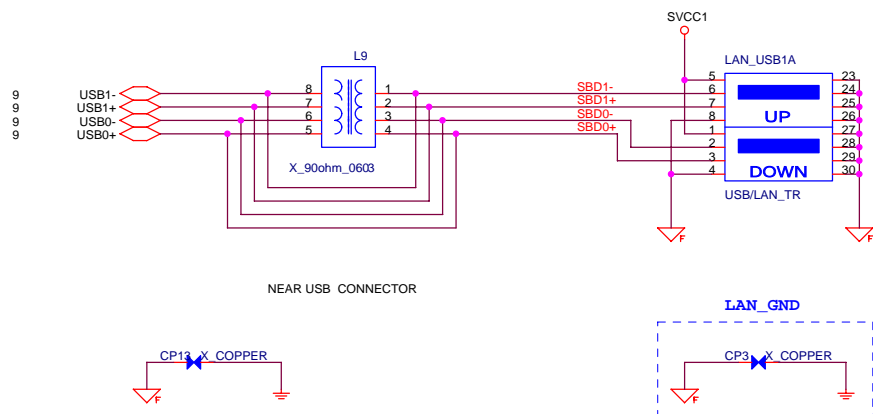 SVCC1
L9
LAN_USB1A
9 USB1- 8 1 SBD1- 5 23
9 USB1+ 7 2 SBD1+ 6 24
9 USB0- 6 3 SBD0- 7 25
9 USB0+ 5 4 SBD0+ 8 UP 26
1 27
2 28
3 29
4 DOWN 30
X_90ohm_0603
USB/LAN_TR
F F
NEAR USB CONNECTOR
LAN_GND
CP13 X_COPPER
CP3 X_COPPER
F F